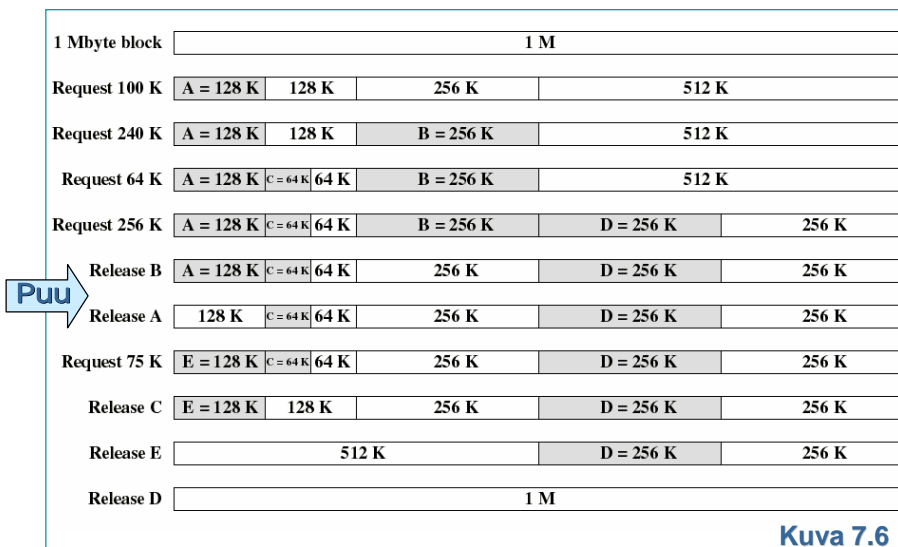 1 Mbyte block 1 M
Request 100 K A = 128 K 128 K 256 K 512 K
Request 240 K A = 128 K 128 K B = 256 K 512 K
Request 64 K A = 128 K C = 64 K 64 K B = 256 K 512 K
Request 256 K A = 128 K C = 64 K 64 K B = 256 K D = 256 K 256 K
Release B A = 128 K C = 64 K 64 K 256 K D = 256 K 256 K
Puu
Release A 128 K C = 64 K 64 K 256 K D = 256 K 256 K
Request 75 K E = 128 K C = 64 K 64 K 256 K D = 256 K 256 K
Release C E = 128 K 128 K 256 K D = 256 K 256 K
Release E 512 K D = 256 K 256 K
Release D 1 M
Kuva 7.6